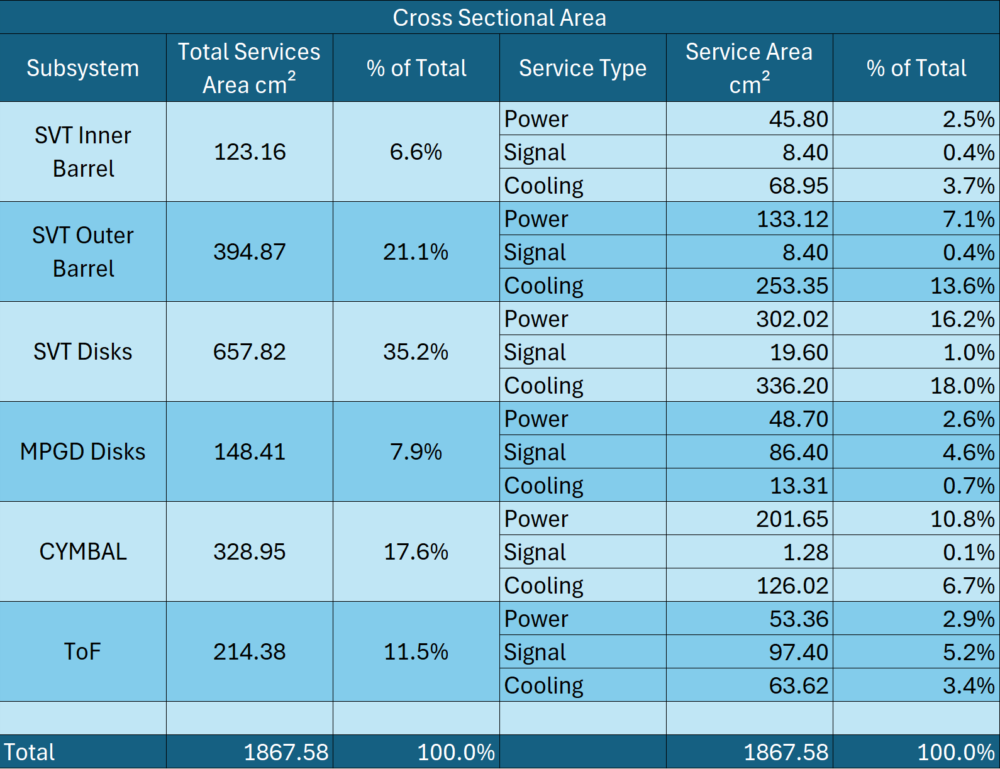 Cross Sectional Area
Subsystem Total Services Area cm² % of Total Service Type Service Area cm² % of Total
SVT Inner Barrel 123.16 6.6% Power 45.80 2.5%
Signal 8.40 0.4%
Cooling 68.95 3.7%
SVT Outer Barrel 394.87 21.1% Power 133.12 7.1%
Signal 8.40 0.4%
Cooling 253.35 13.6%
SVT Disks 657.82 35.2% Power 302.02 16.2%
Signal 19.60 1.0%
Cooling 336.20 18.0%
MPGD Disks 148.41 7.9% Power 48.70 2.6%
Signal 86.40 4.6%
Cooling 13.31 0.7%
CYMBAL 328.95 17.6% Power 201.65 10.8%
Signal 1.28 0.1%
Cooling 126.02 6.7%
ToF 214.38 11.5% Power 53.36 2.9%
Signal 97.40 5.2%
Cooling 63.62 3.4%
Total 1867.58 100.0% 1867.58 100.0%